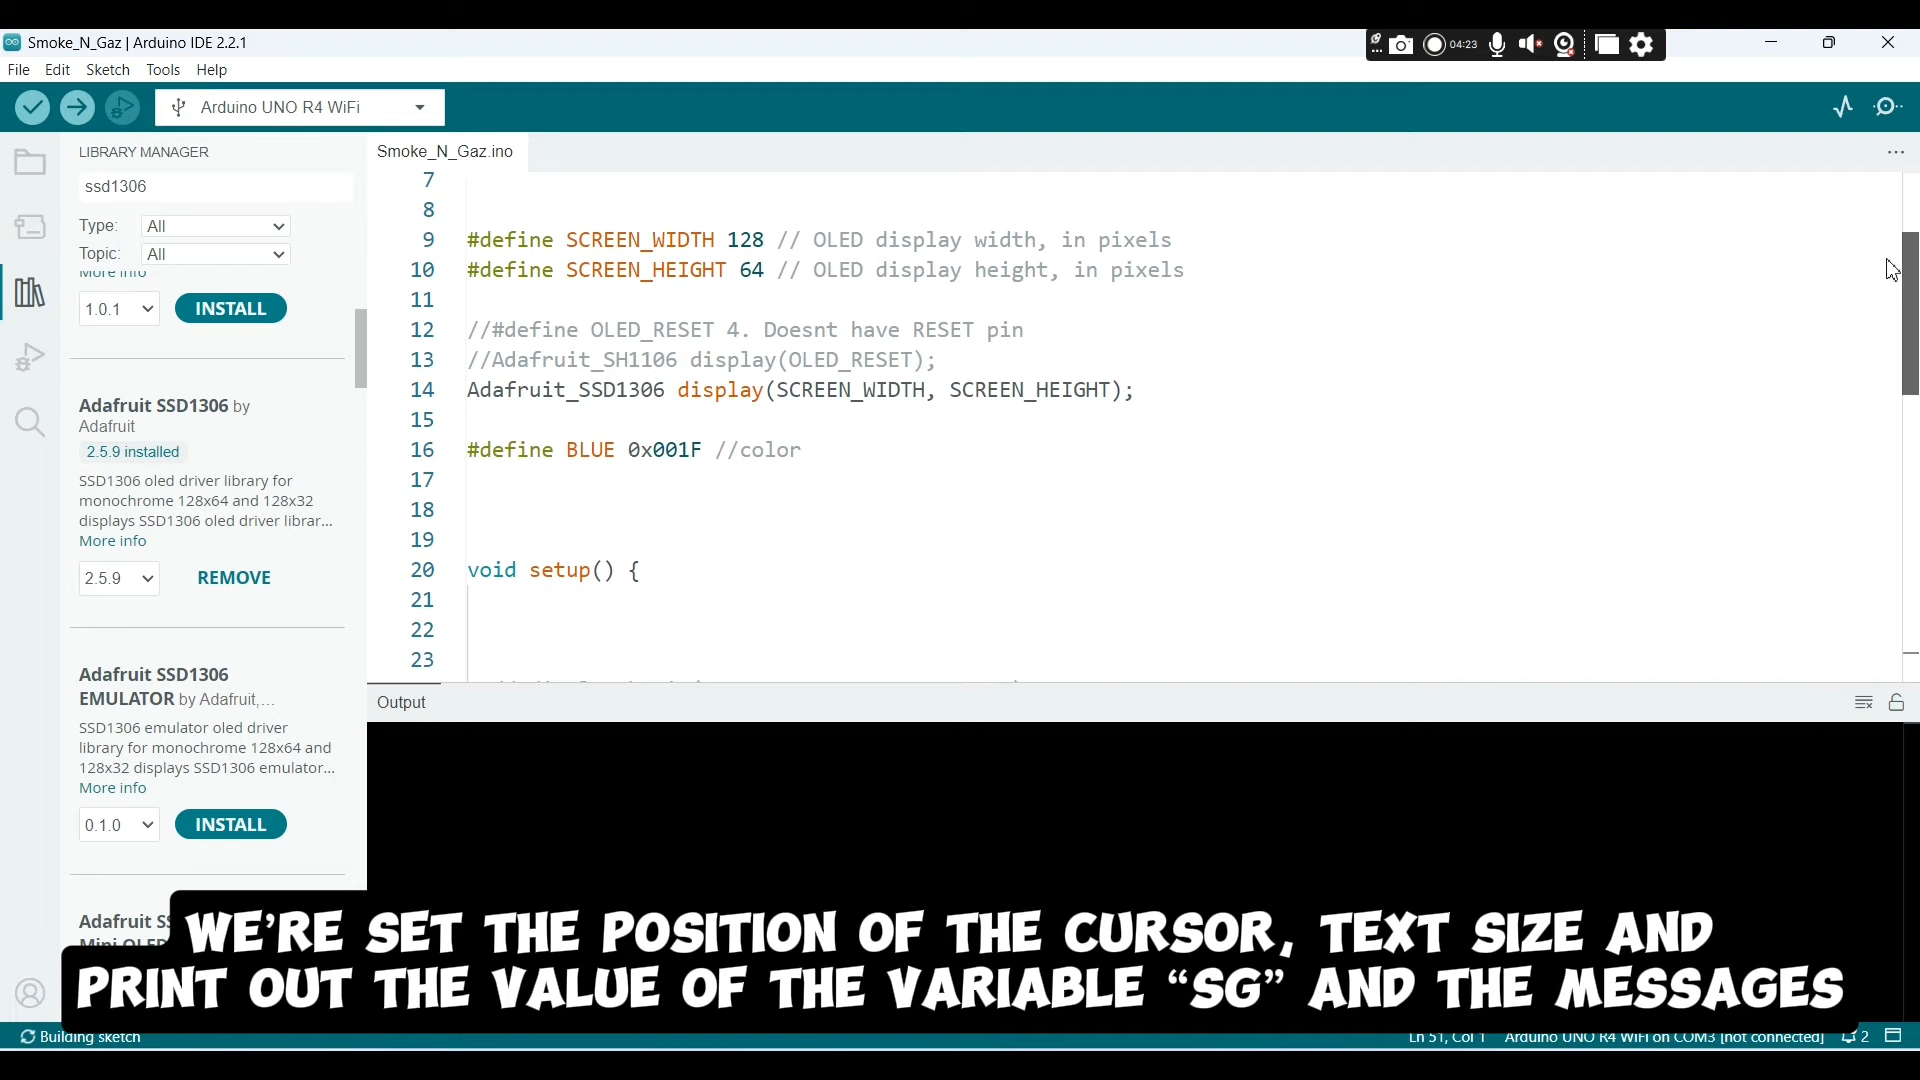 Smoke_N_Gaz | Arduino IDE 2.2.1
04:23
File Edit Sketch Tools Help
Arduino UNO R4 WiFi
LIBRARY MANAGER
ssd1306
Type: All
Topic: All
More info
1.0.1 INSTALL
Adafruit SSD1306 by
Adafruit
2.5.9 installed
SSD1306 oled driver library for
monochrome 128x64 and 128x32
displays SSD1306 oled driver librar...
More info
2.5.9 REMOVE
Adafruit SSD1306
EMULATOR by Adafruit,...
SSD1306 emulator oled driver
library for monochrome 128x64 and
128x32 displays SSD1306 emulator...
More info
0.1.0 INSTALL
Adafruit
Smoke_N_Gaz.ino
7
8
9 #define SCREEN_WIDTH 128 // OLED display width, in pixels
10 #define SCREEN_HEIGHT 64 // OLED display height, in pixels
11
12 //#define OLED_RESET 4. Doesnt have RESET pin
13 //Adafruit_SH1106 display(OLED_RESET);
14 Adafruit_SSD1306 display(SCREEN_WIDTH, SCREEN_HEIGHT);
15
16 #define BLUE 0x001F //color
17
18
19
20 void setup() {
21
22
23
Output
WE'RE SET THE POSITION OF THE CURSOR, TEXT SIZE AND
PRINT OUT THE VALUE OF THE VARIABLE “SG” AND THE MESSAGES
Building sketch
Ln 51, Col 1 Arduino UNO R4 WiFi on COM3 [not connected] 2